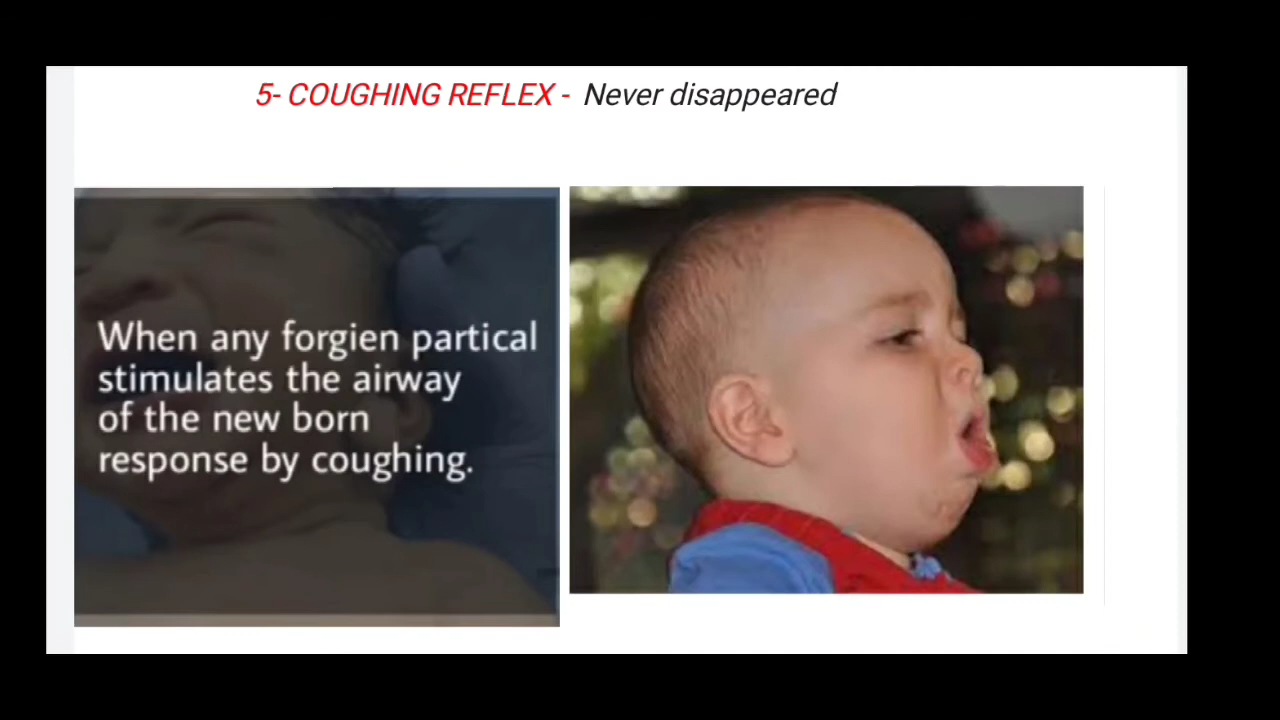 5- COUGHING REFLEX - Never disappeared
When any forgien partical
stimulates the airway
of the new born
response by coughing.